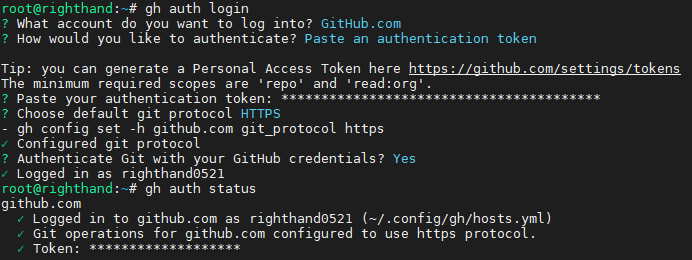 root@righthand:~# gh auth login
? What account do you want to log into? GitHub.com
? How would you like to authenticate? Paste an authentication token
Tip: you can generate a Personal Access Token here https://github.com/settings/tokens
The minimum required scopes are 'repo' and 'read:org'.
? Paste your authentication token: ****************************************
? Choose default git protocol HTTPS
- gh config set -h github.com git_protocol https
✓ Configured git protocol
? Authenticate Git with your GitHub credentials? Yes
✓ Logged in as righthand0521
root@righthand:~# gh auth status
github.com
✓ Logged in to github.com as righthand0521 (~/.config/gh/hosts.yml)
✓ Git operations for github.com configured to use https protocol.
✓ Token: *******************